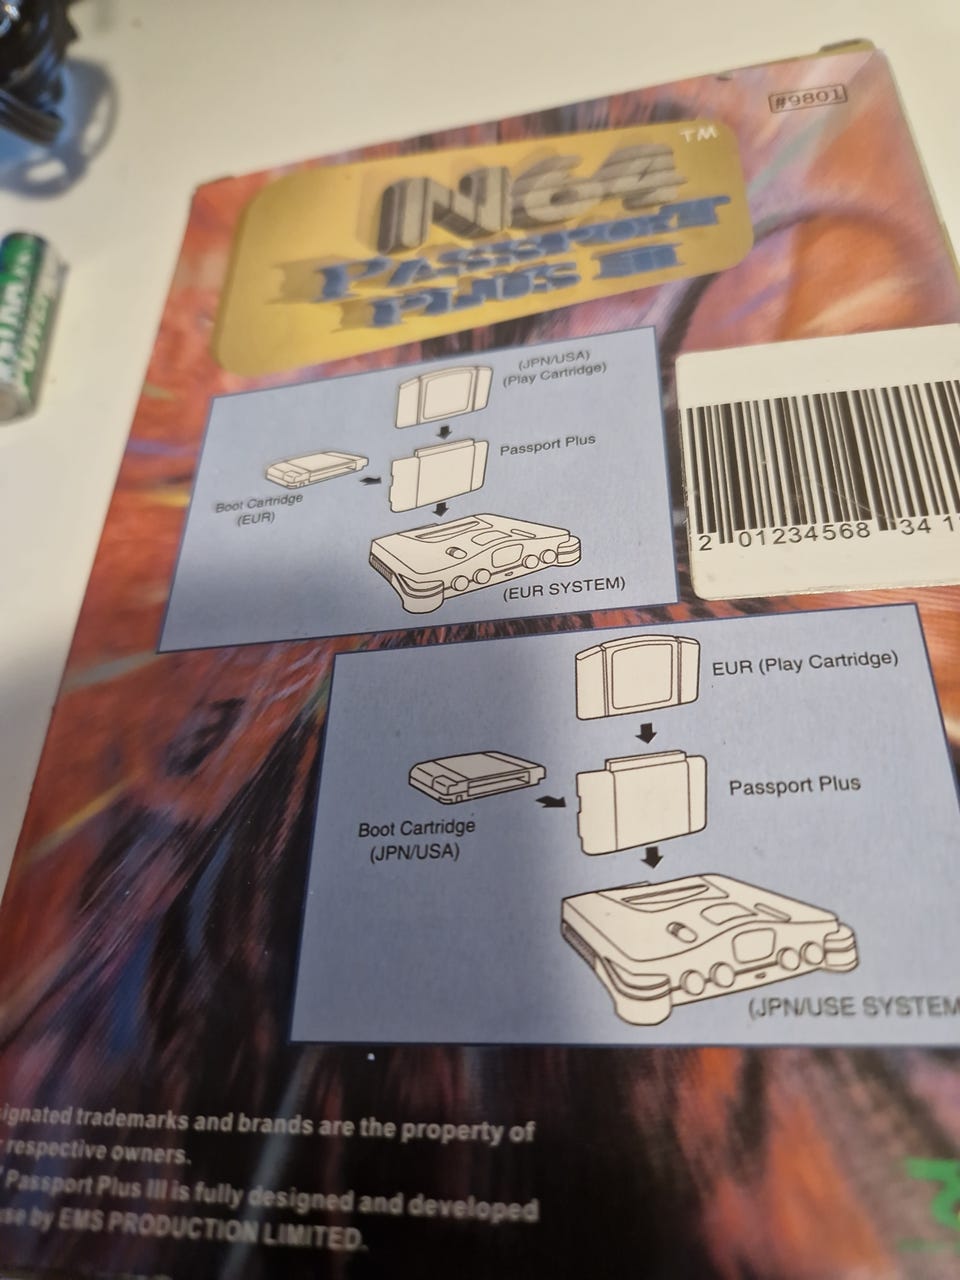 #9801
N64
TM
PASSPORT
PLUS III
(JPN/USA)
(Play Cartridge)
Passport Plus
Boot Cartridge
(EUR)
(EUR SYSTEM)
2 01234568 34 1
EUR (Play Cartridge)
Passport Plus
Boot Cartridge
(JPN/USA)
(JPN/USE SYSTEM
ignated trademarks and brands are the property of
respective owners.
Passport Plus III is fully designed and developed
by EMS PRODUCTION LIMITED.